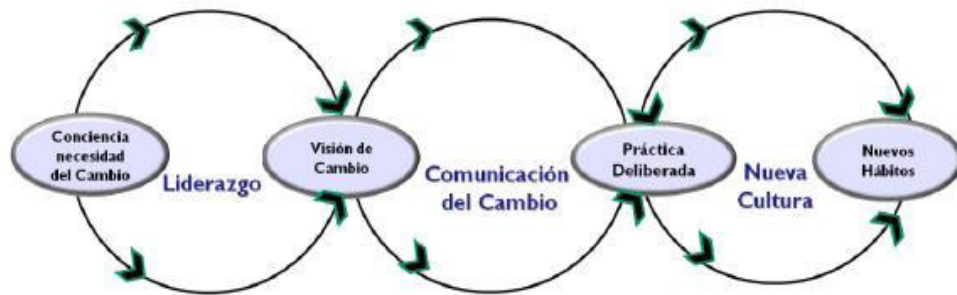 Conciencia
necesidad
del Cambio
Liderazgo
Visión de
Cambio
Comunicación
del Cambio
Práctica
Deliberada
Nueva
Cultura
Nuevos
Hábitos